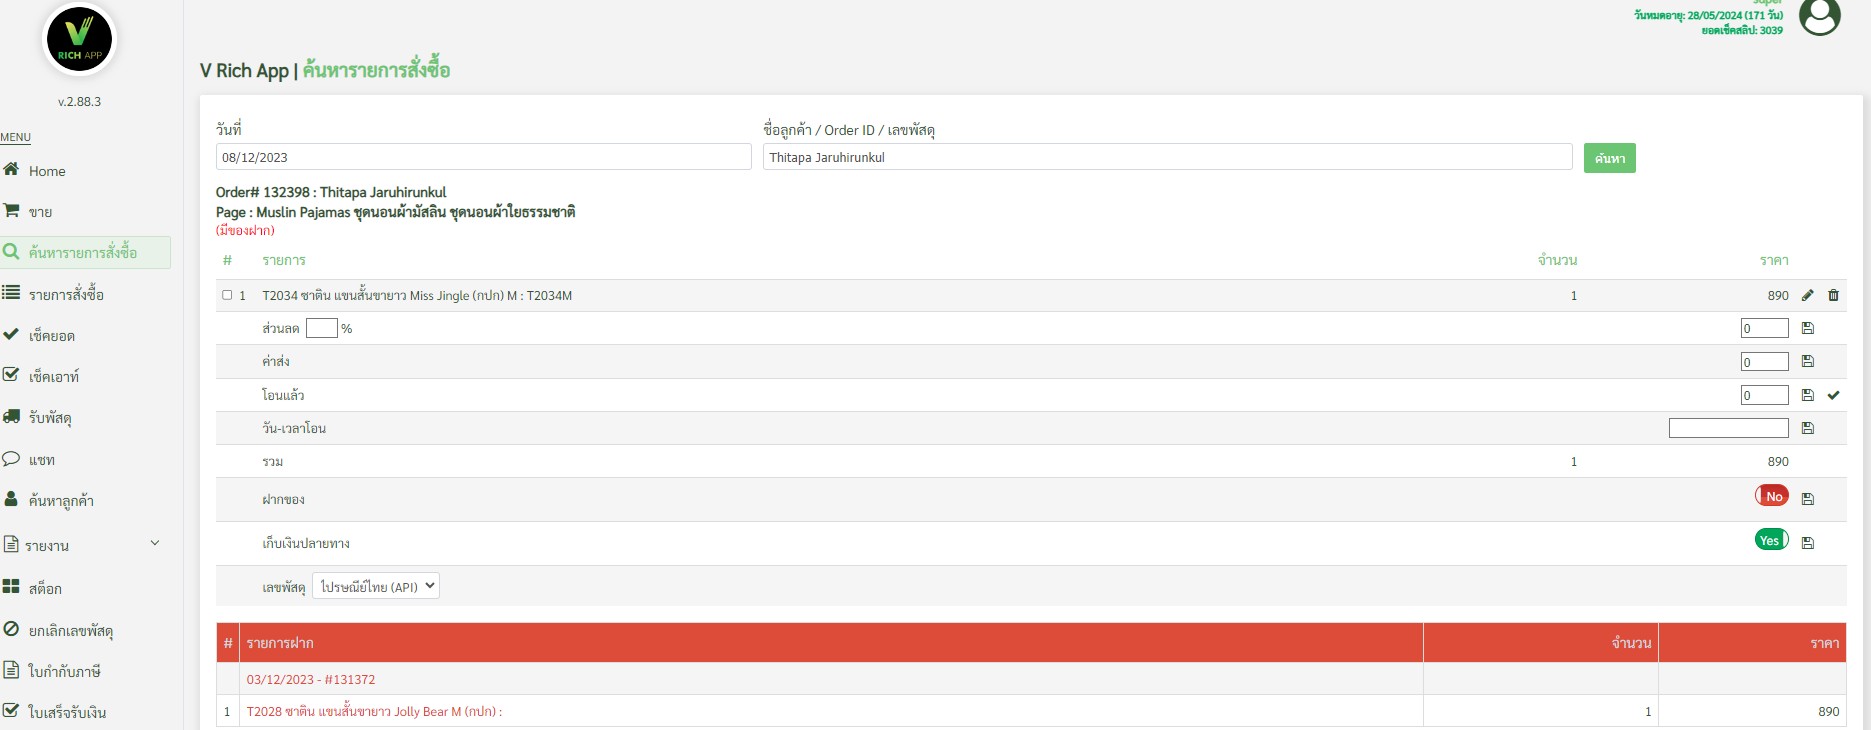 super
วันหมดอายุ: 28/05/2024 (171 วัน)
ยอดเช็คสลิป: 3039
V
RICH APP
v.2.88.3
MENU
Home
ขาย
ค้นหารายการสั่งซื้อ
รายการสั่งซื้อ
เช็คยอด
เช็คเอาท์
รับพัสดุ
แชท
ค้นหาลูกค้า
รายงาน
สต็อก
ยกเลิกเลขพัสดุ
ใบกำกับภาษี
ใบเสร็จรับเงิน
V Rich App | ค้นหารายการสั่งซื้อ
วันที่ ชื่อลูกค้า / Order ID / เลขพัสดุ
08/12/2023 Thitapa Jaruhirunkul ค้นหา
Order# 132398 : Thitapa Jaruhirunkul
Page : Muslin Pajamas ชุดนอนผ้ามัสลิน ชุดนอนผ้าใยธรรมชาติ
(มีของฝาก)
# รายการ จำนวน ราคา
1 T2034 ซาติน แขนสั้นขายาว Miss Jingle (กปก) M : T2034M 1 890
ส่วนลด % 0
ค่าส่ง 0
โอนแล้ว 0
วัน-เวลาโอน
รวม 1 890
ฝากของ No
เก็บเงินปลายทาง Yes
เลขพัสดุ ไปรษณีย์ไทย (API)
# รายการฝาก จำนวน ราคา
03/12/2023 - #131372
1 T2028 ซาติน แขนสั้นขายาว Jolly Bear M (กปก) : 1 890